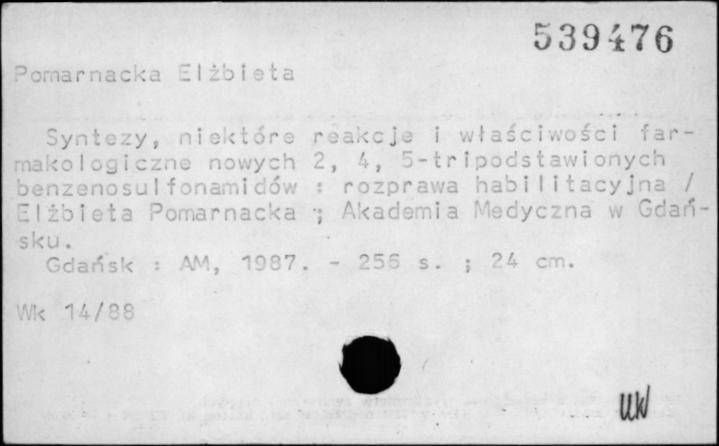 539476
Pomarnacka Elżbieta
Syntezy, niektóre reakcje i właściwości far-
makologiczne nowych 2, 4, 5-tripodstawionych
benzenosulfonamidów : rozprawa habilitacyjna /
Elżbieta Pomarnacka ; Akademia Medyczna w Gdań-
sku.
Gdańsk : AM, 1987. - 256 s. ; 24 cm.
Wk 14/88
UW